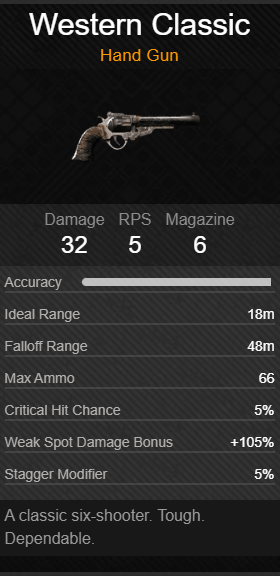 Western Classic
Hand Gun
Damage RPS Magazine
32 5 6
Accuracy
Ideal Range 18m
Falloff Range 48m
Max Ammo 66
Critical Hit Chance 5%
Weak Spot Damage Bonus +105%
Stagger Modifier 5%
A classic six-shooter. Tough.
Dependable.